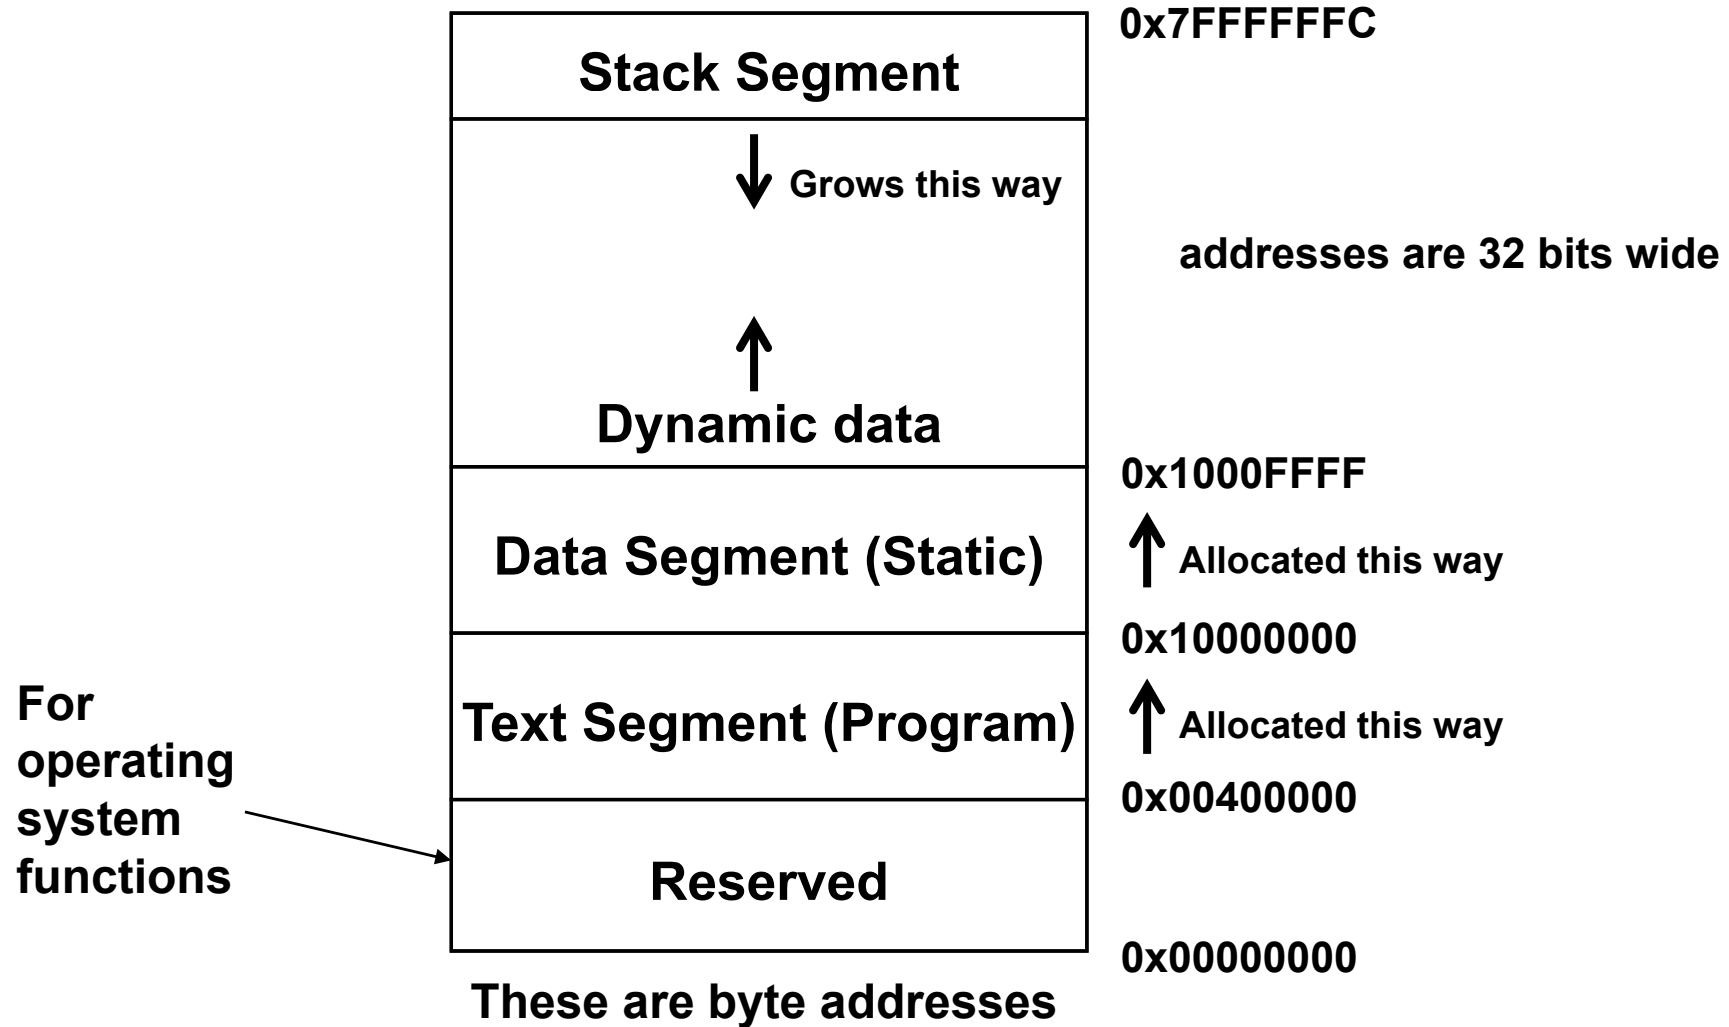 0x7FFFFFFC
Stack Segment
Grows this way
addresses are 32 bits wide
Dynamic data
0x1000FFFF
Data Segment (Static)
Allocated this way
0x10000000
For
operating
system
functions
Text Segment (Program)
Allocated this way
0x00400000
Reserved
0x00000000
These are byte addresses